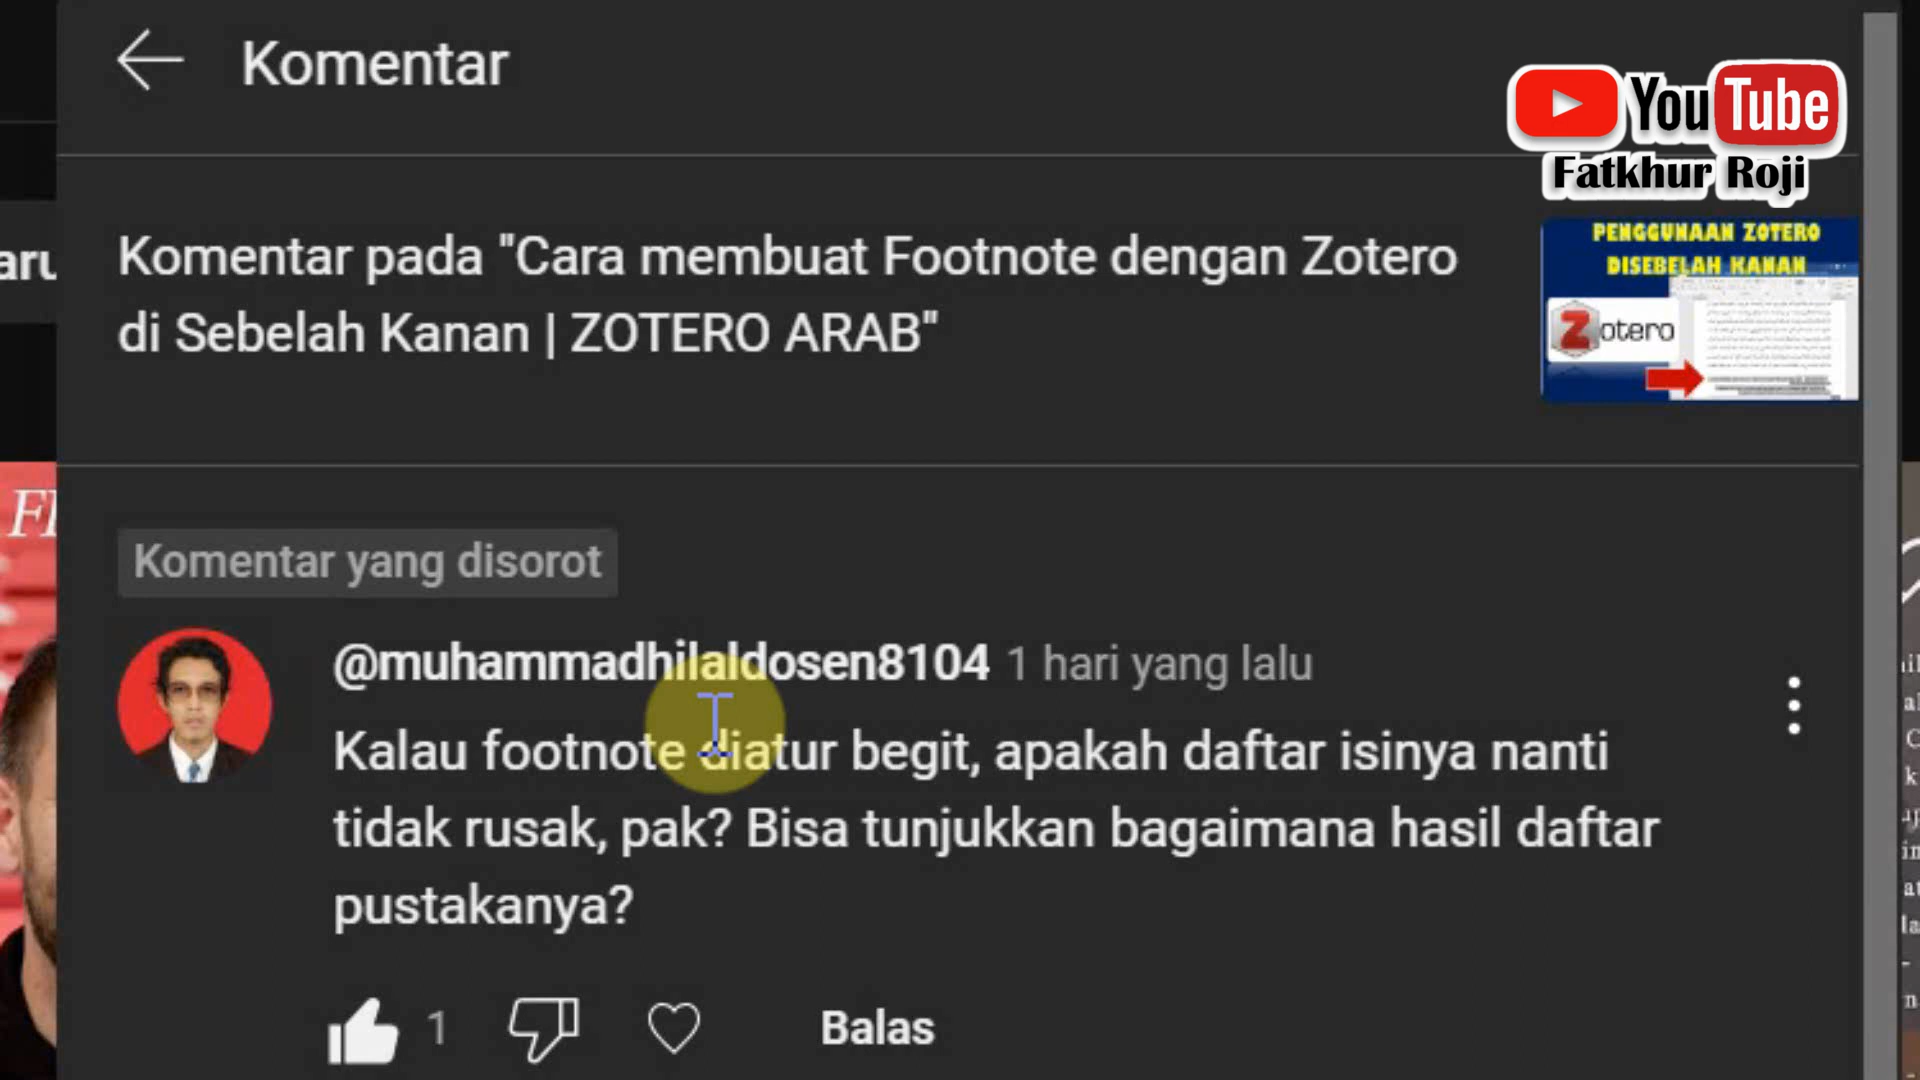 Komentar
YouTube
Fatkhur Roji
Komentar pada "Cara membuat Footnote dengan Zotero
di Sebelah Kanan | ZOTERO ARAB"
PENGGUNAAN ZOTERO
DISEBELAH KANAN
Zotero
Komentar yang disorot
@muhammadhilaldosen8104 1 hari yang lalu
Kalau footnote diatur begit, apakah daftar isinya nanti
tidak rusak, pak? Bisa tunjukkan bagaimana hasil daftar
pustakanya?
1
Balas